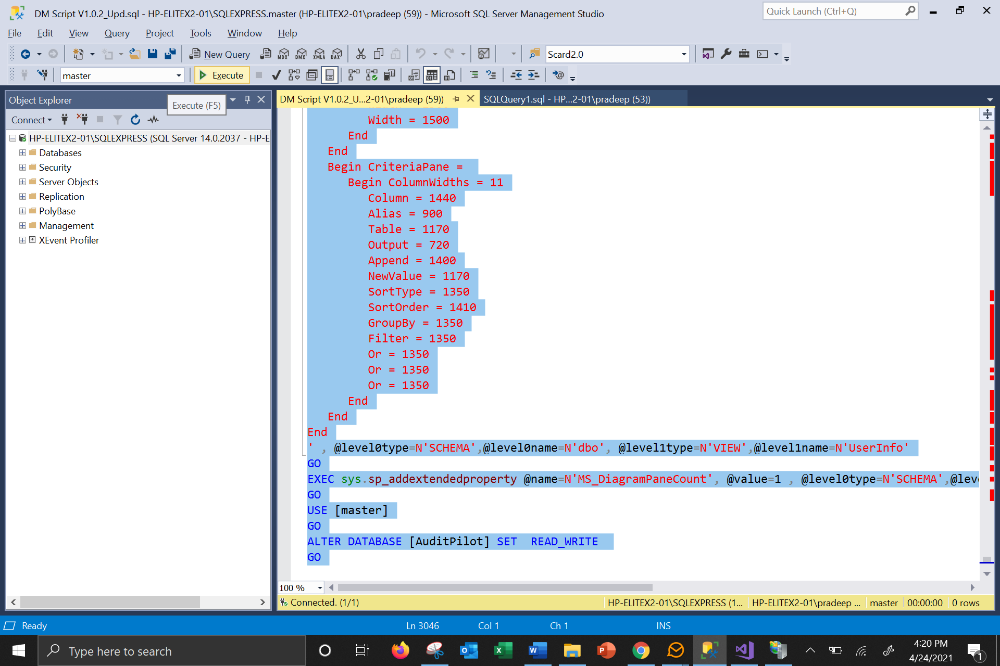 DM Script V1.0.2_Upd.sql - HP-ELITEX2-01\SQLEXPRESS.master (HP-ELITEX2-01\pradeep (59)) - Microsoft SQL Server Management Studio
Quick Launch (Ctrl+Q)
File Edit View Query Project Tools Window Help
New Query
MDX DMX XMLA DAX
Scard2.0
master
Execute
Object Explorer
Execute (F5)
DM Script V1.0.2_U...2-01\pradeep (59))
SQLQuery1.sql - HP...2-01\pradeep (53))
Connect
HP-ELITEX2-01\SQLEXPRESS (SQL Server 14.0.2037 - HP-E
Databases
Security
Server Objects
Replication
PolyBase
Management
XEvent Profiler
Width = 1500
End
End
Begin CriteriaPane =
Begin ColumnWidths = 11
Column = 1440
Alias = 900
Table = 1170
Output = 720
Append = 1400
NewValue = 1170
SortType = 1350
SortOrder = 1410
GroupBy = 1350
Filter = 1350
Or = 1350
Or = 1350
Or = 1350
End
End
End
' , @level0type=N'SCHEMA',@level0name=N'dbo', @level1type=N'VIEW',@level1name=N'UserInfo'
GO
EXEC sys.sp_addextendedproperty @name=N'MS_DiagramPaneCount', @value=1 , @level0type=N'SCHEMA',@lev
GO
USE [master]
GO
ALTER DATABASE [AuditPilot] SET  READ_WRITE
GO
100 %
Connected. (1/1)
HP-ELITEX2-01\SQLEXPRESS (1...
HP-ELITEX2-01\pradeep ...
master
00:00:00
0 rows
Ready
Ln 3046
Col 1
Ch 1
INS
Type here to search
4:20 PM
4/24/2021
1